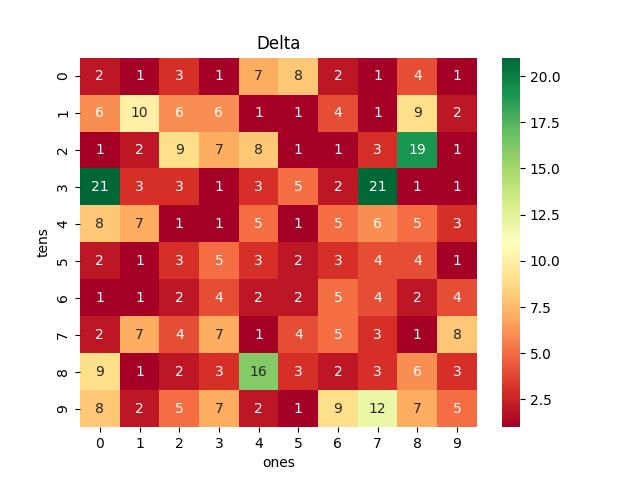 Delta
0 2 1 3 1 7 8 2 1 4 1
1 6 10 6 6 1 1 4 1 9 2
2 1 2 9 7 8 1 1 3 19 1
3 21 3 3 1 3 5 2 21 1 1
4 8 7 1 1 5 1 5 6 5 3
5 2 1 3 5 3 2 3 4 4 1
6 1 1 2 4 2 2 5 4 2 4
7 2 7 4 7 1 4 5 3 1 8
8 9 1 2 3 16 3 2 3 6 3
9 8 2 5 7 2 1 9 12 7 5
0 1 2 3 4 5 6 7 8 9
ones
tens
20.0
17.5
15.0
12.5
10.0
7.5
5.0
2.5